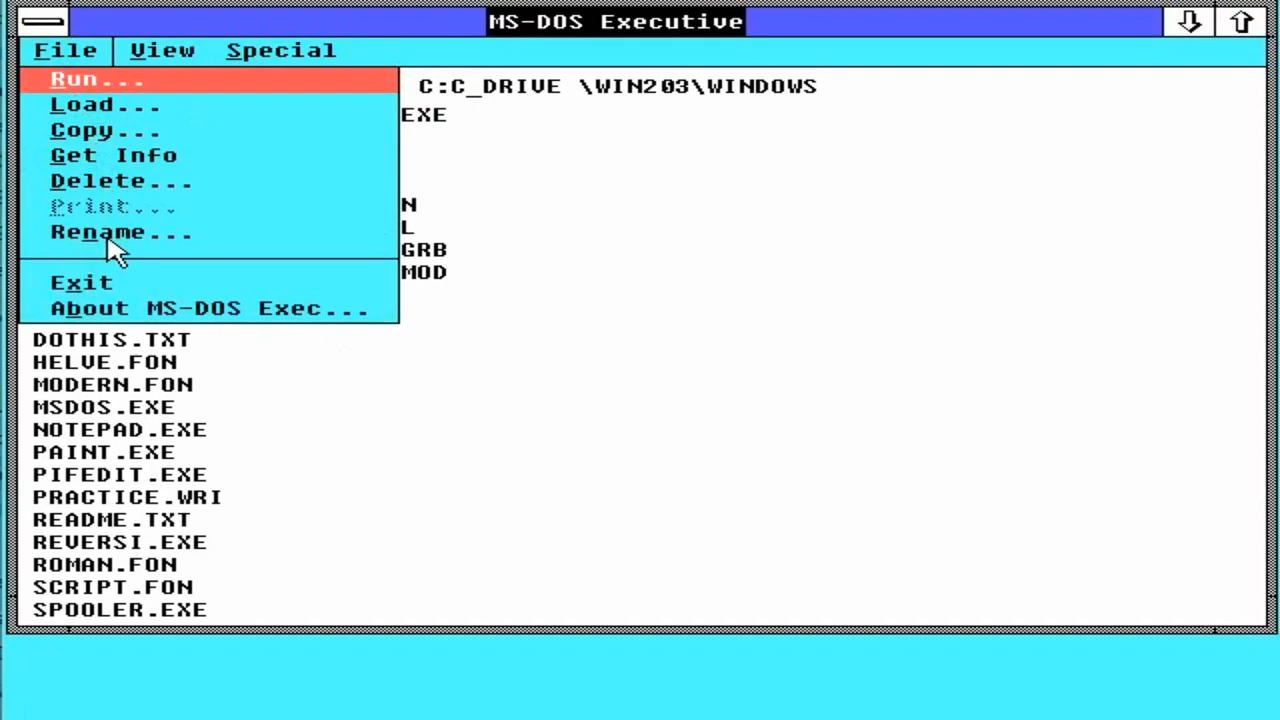 MS-DOS Executive
File View Special
Run...
Load...
Copy...
Get Info
Delete...
Print...
Rename...
Exit
About MS-DOS Exec...
C:C_DRIVE \WIN203\WINDOWS
EXE
N
L
GRB
MOD
DOTHIS.TXT
HELVE.FON
MODERN.FON
MSDOS.EXE
NOTEPAD.EXE
PAINT.EXE
PIFEDIT.EXE
PRACTICE.WRI
README.TXT
REVERSI.EXE
ROMAN.FON
SCRIPT.FON
SPOOLER.EXE